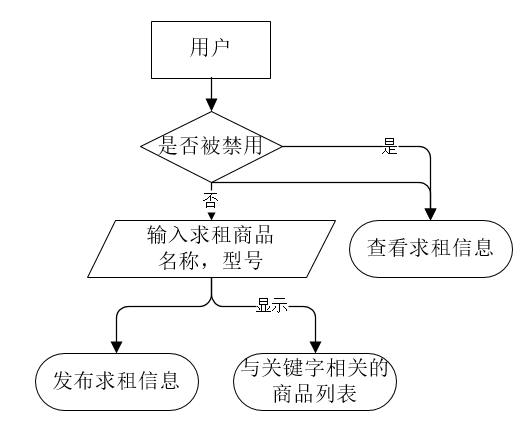 用户
是否被禁用
是
否
输入求租商品
名称，型号
查看求租信息
显示
发布求租信息
与关键字相关的
商品列表